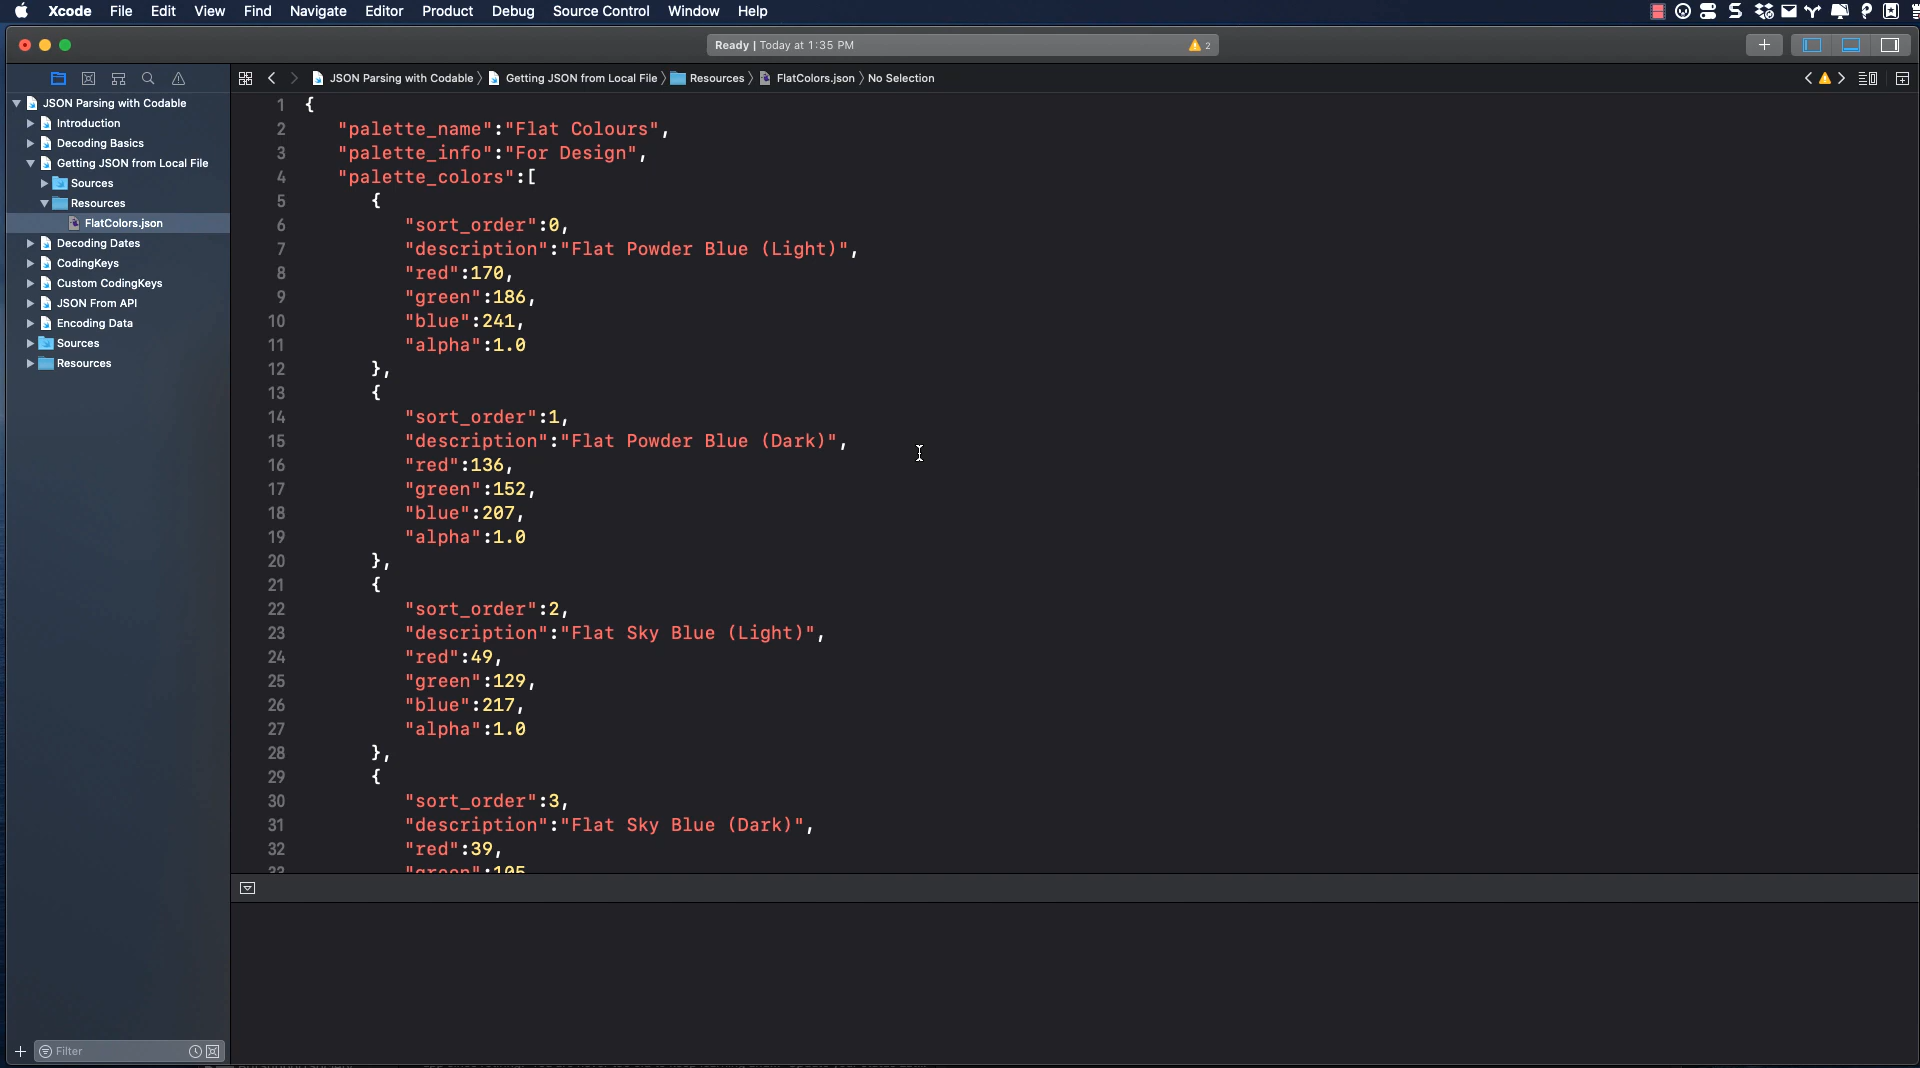 Xcode File Edit View Find Navigate Editor Product Debug Source Control Window Help
Ready | Today at 1:35 PM 2
JSON Parsing with Codable Getting JSON from Local File Resources FlatColors.json No Selection
JSON Parsing with Codable
Introduction
Decoding Basics
Getting JSON from Local File
Sources
Resources
FlatColors.json
Decoding Dates
CodingKeys
Custom CodingKeys
JSON From API
Encoding Data
Sources
Resources
Filter
1 {
2 "palette_name":"Flat Colours",
3 "palette_info":"For Design",
4 "palette_colors":[
5 {
6 "sort_order":0,
7 "description":"Flat Powder Blue (Light)",
8 "red":170,
9 "green":186,
10 "blue":241,
11 "alpha":1.0
12 },
13 {
14 "sort_order":1,
15 "description":"Flat Powder Blue (Dark)",
16 "red":136,
17 "green":152,
18 "blue":207,
19 "alpha":1.0
20 },
21 {
22 "sort_order":2,
23 "description":"Flat Sky Blue (Light)",
24 "red":49,
25 "green":129,
26 "blue":217,
27 "alpha":1.0
28 },
29 {
30 "sort_order":3,
31 "description":"Flat Sky Blue (Dark)",
32 "red":39,
33 "green":105